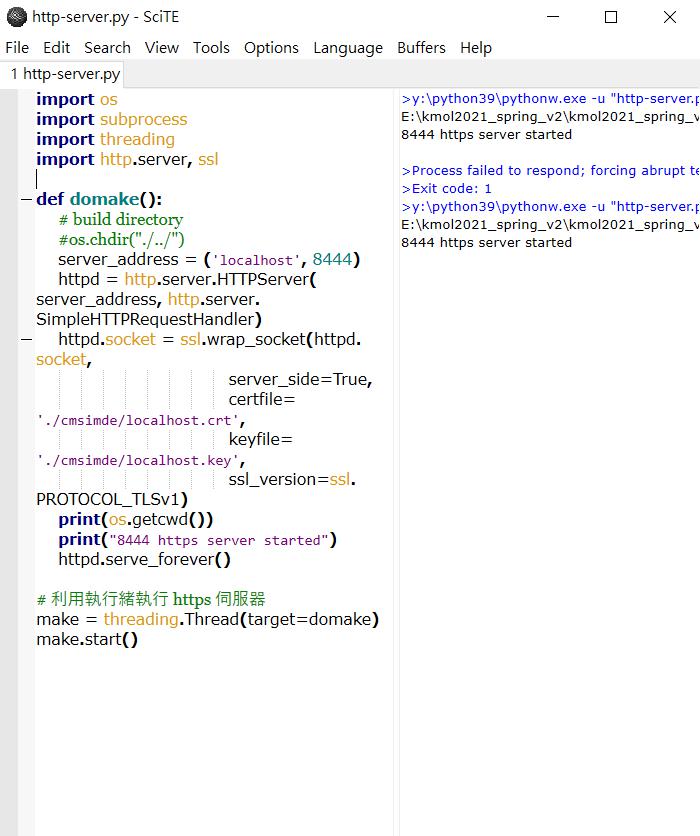 http-server.py - SciTE
File Edit Search View Tools Options Language Buffers Help
1 http-server.py
import os
import subprocess
import threading
import http.server, ssl
def domake():
# build directory
#os.chdir("./../")
server_address = ('localhost', 8444)
httpd = http.server.HTTPServer(
server_address, http.server.
SimpleHTTPRequestHandler)
httpd.socket = ssl.wrap_socket(httpd.
socket,
server_side=True,
certfile=
'./cmsimde/localhost.crt',
keyfile=
'./cmsimde/localhost.key',
ssl_version=ssl.
PROTOCOL_TLSv1)
print(os.getcwd())
print("8444 https server started")
httpd.serve_forever()
# 利用執行緒執行 https 伺服器
make = threading.Thread(target=domake)
make.start()
>y:\python39\pythonw.exe -u "http-server.p
E:\kmol2021_spring_v2\kmol2021_spring_v
8444 https server started
>Process failed to respond; forcing abrupt te
>Exit code: 1
>y:\python39\pythonw.exe -u "http-server.p
E:\kmol2021_spring_v2\kmol2021_spring_v
8444 https server started